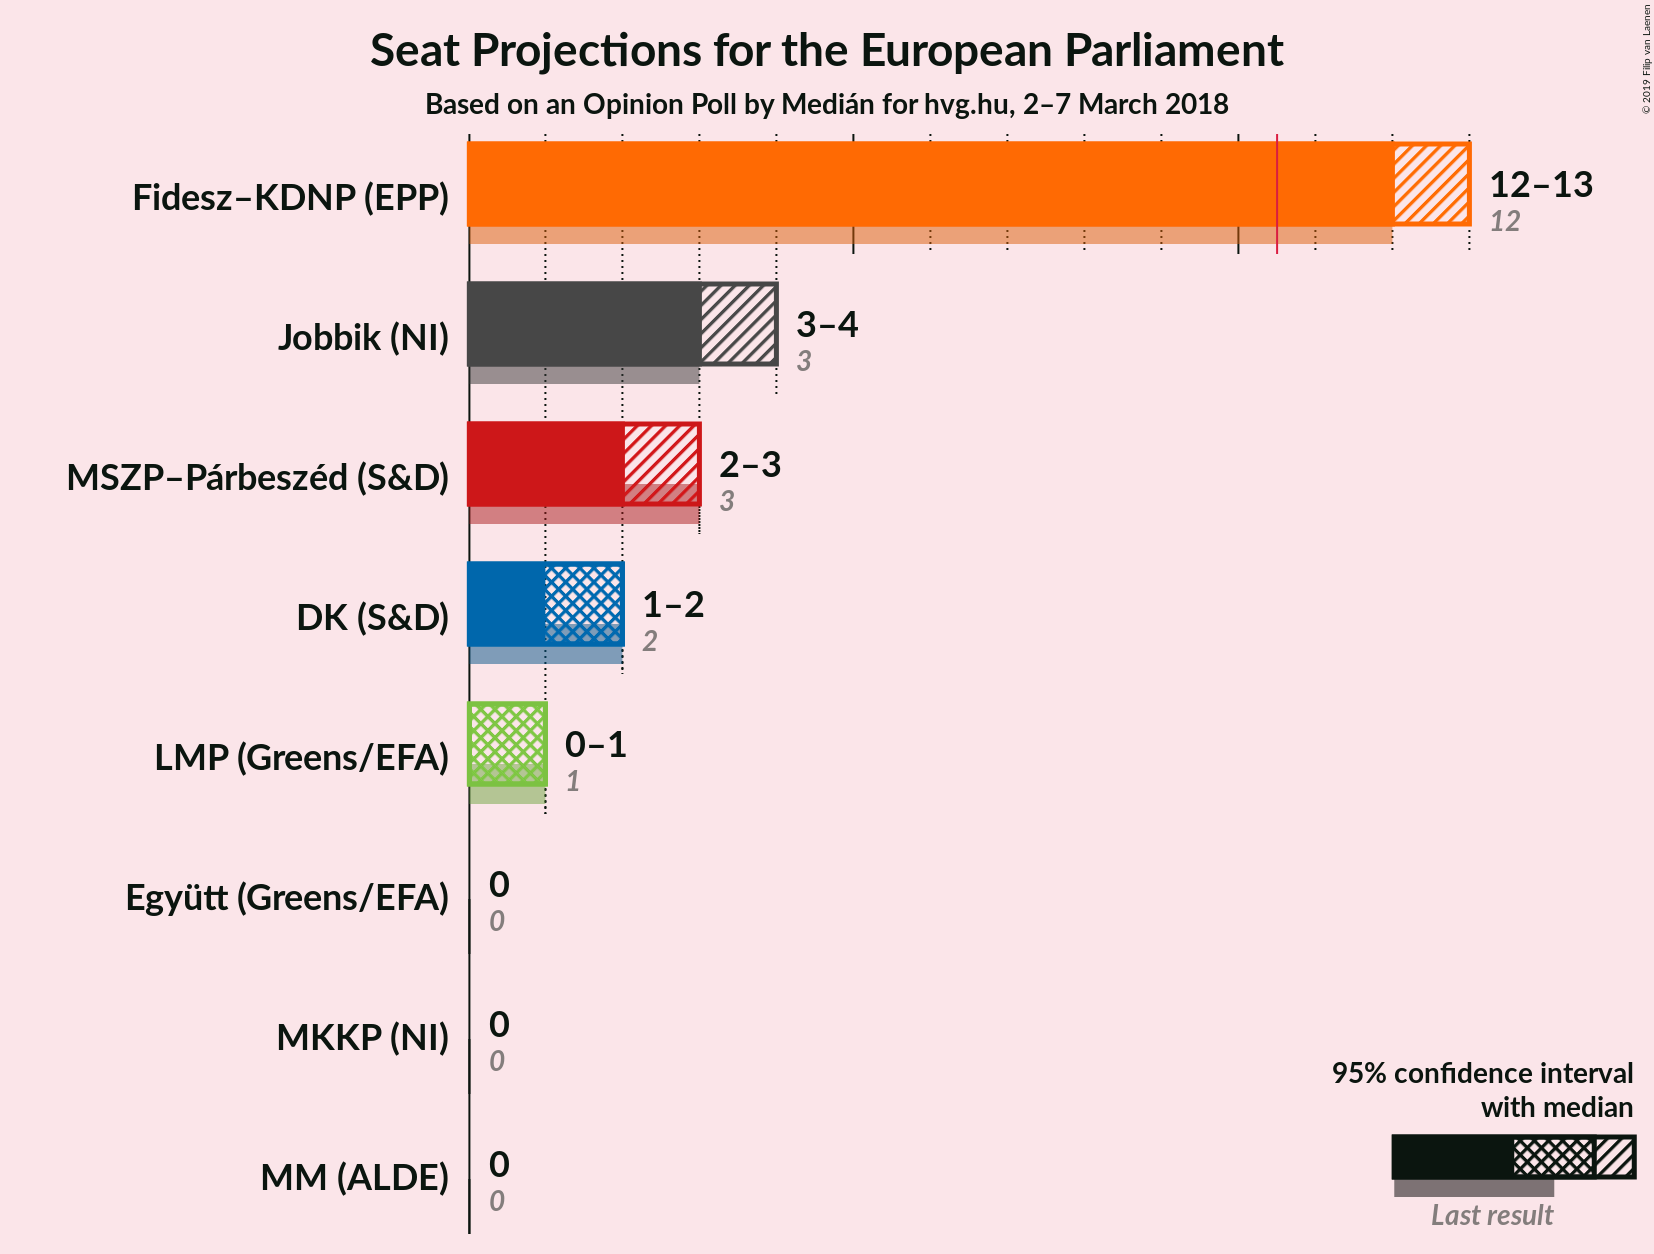 Seat Projections for the European Parliament
Based on an Opinion Poll by Medián for hvg.hu, 2–7 March 2018
© 2019 Filip van Laenen
Fidesz–KDNP (EPP)
12–13
12
Jobbik (NI)
3–4
3
MSZP–Párbeszéd (S&D)
2–3
3
DK (S&D)
1–2
2
LMP (Greens/EFA)
0–1
1
Együtt (Greens/EFA)
0
0
MKKP (NI)
0
0
MM (ALDE)
0
0
95% confidence interval
with median
Last result